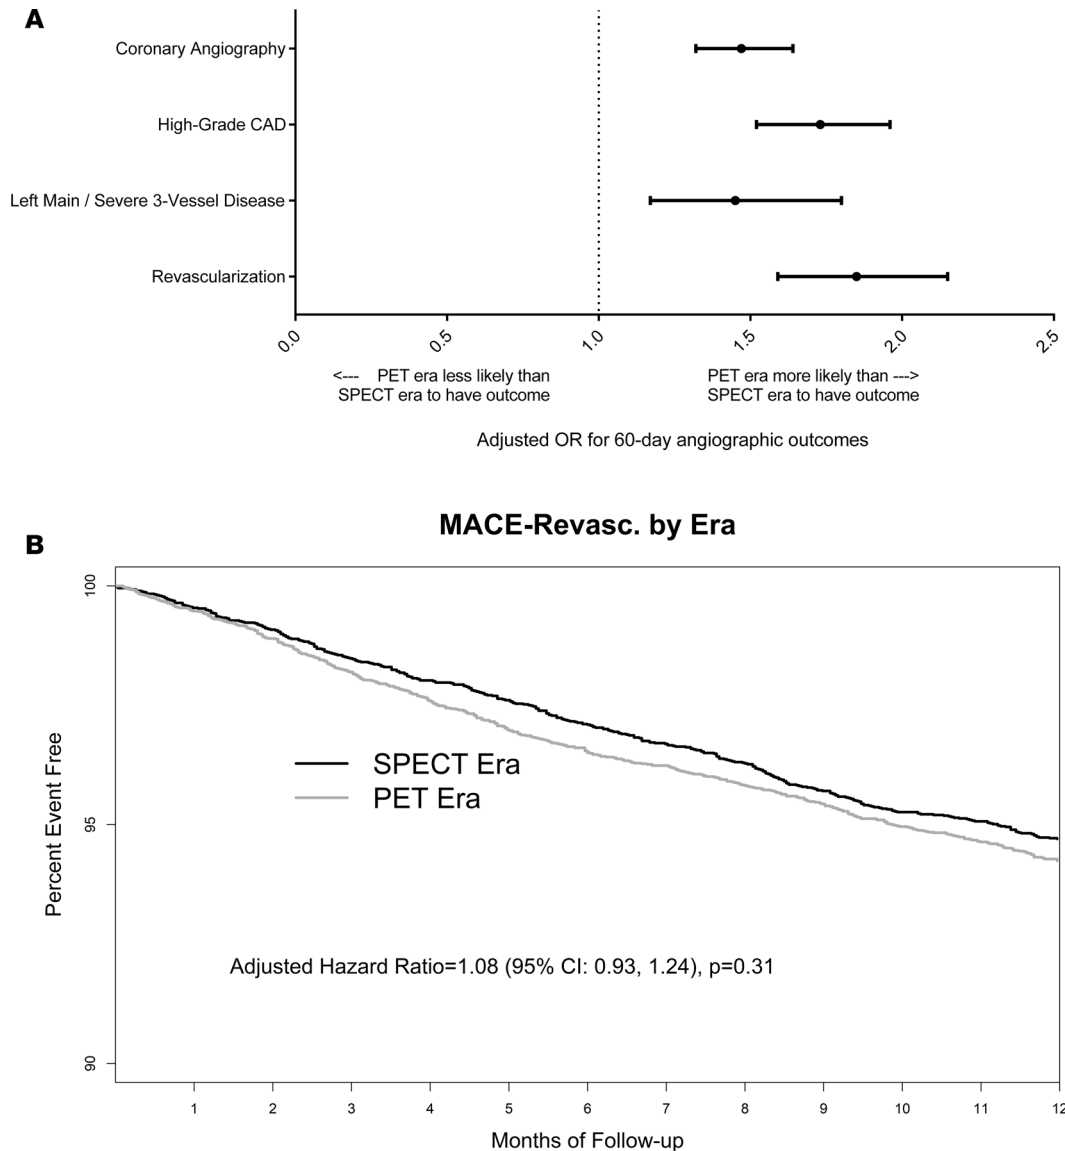 A
Coronary Angiography
High-Grade CAD
Left Main / Severe 3-Vessel Disease
Revascularization
0.0 0.5 1.0 1.5 2.0 2.5
<--- PET era less likely than
SPECT era to have outcome
PET era more likely than --->
SPECT era to have outcome
Adjusted OR for 60-day angiographic outcomes
B
MACE-Revasc. by Era
Percent Event Free
100
95
90
SPECT Era
PET Era
Adjusted Hazard Ratio=1.08 (95% CI: 0.93, 1.24), p=0.31
1 2 3 4 5 6 7 8 9 10 11 12
Months of Follow-up